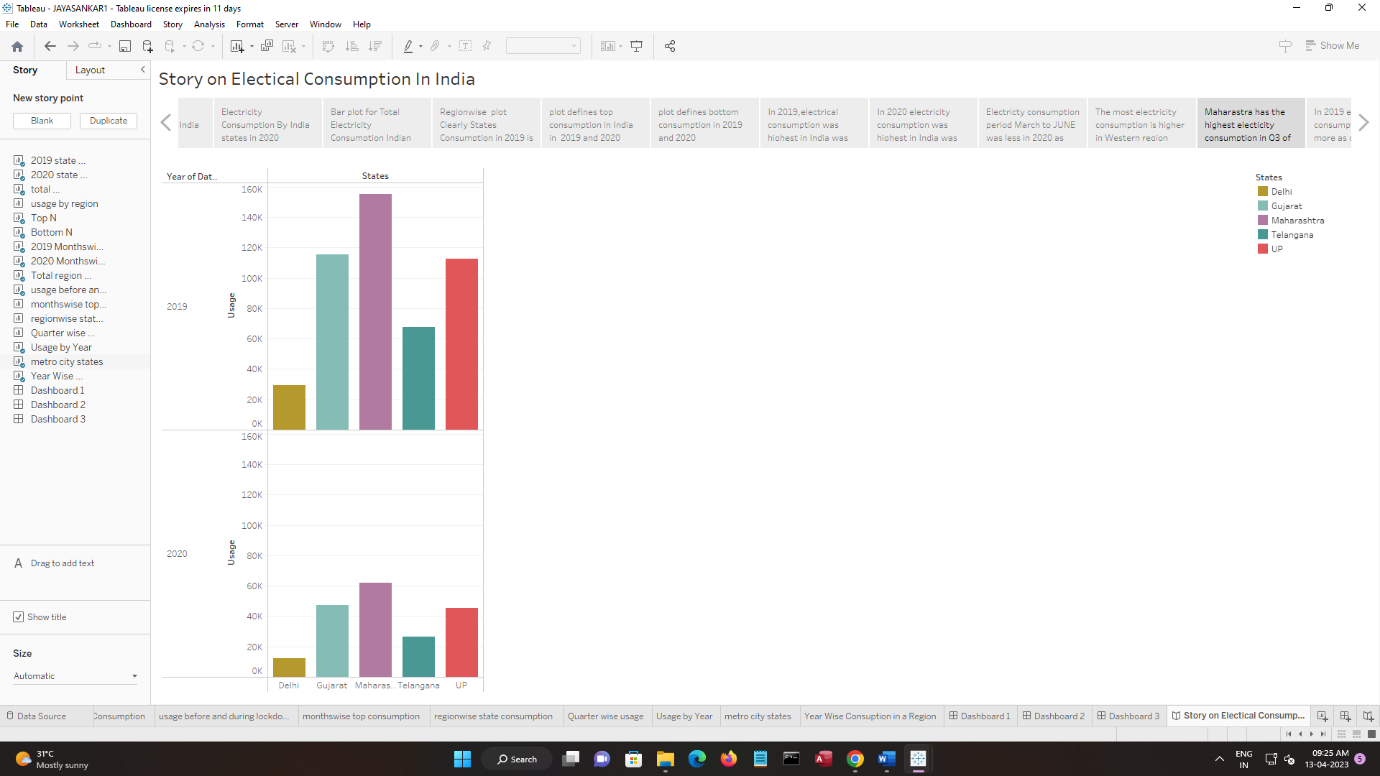 Tableau - JAYASANKAR1 - Tableau license expires in 11 days
File Data Worksheet Dashboard Story Analysis Format Server Window Help
Show Me
Story Layout
New story point
Blank Duplicate
2019 state ...
2020 state ...
total ...
usage by region
Top N
Bottom N
2019 Monthswi...
2020 Monthswi...
Total region ...
usage before an...
monthswise top...
regionwise stat...
Quarter wise ...
Usage by Year
metro city states
Year Wise ...
Dashboard 1
Dashboard 2
Dashboard 3
A Drag to add text
Show title
Size
Automatic
Story on Electical Consumption In India
India
Electricity
Consumption By India
states in 2020
Bar plot for Total
Electricity
Consumption Indian
Regionwise plot
Clearly States
Consumption in 2019 is
plot defines top
consumption in India
in 2019 and 2020
plot defines bottom
consumption in 2019
and 2020
In 2019,electrical
consumption was
highest in India was
In 2020 electricity
consumption was
highest in India was
Electricty consumption
period March to JUNE
was less in 2020 as
The most electricity
consumption is higher
in Western region
Maharastra has the
highest electicity
consumption in Q3 of
In 2019 e
consump
more as
Year of Dat..
States
160K
140K
120K
100K
80K
60K
40K
20K
0K
Usage
2019
160K
140K
120K
100K
80K
60K
40K
20K
0K
Usage
2020
Delhi Gujarat Maharas.. Telangana UP
States
Delhi
Gujarat
Maharashtra
Telangana
UP
Data Source Consumption usage before and during lockdo... monthswise top consumption regionwise state consumption Quarter wise usage Usage by Year metro city states Year Wise Consuption in a Region Dashboard 1 Dashboard 2 Dashboard 3 Story on Electical Consump...
31°C
Mostly sunny
Search
ENG
IN
09:25 AM
13-04-2023
5